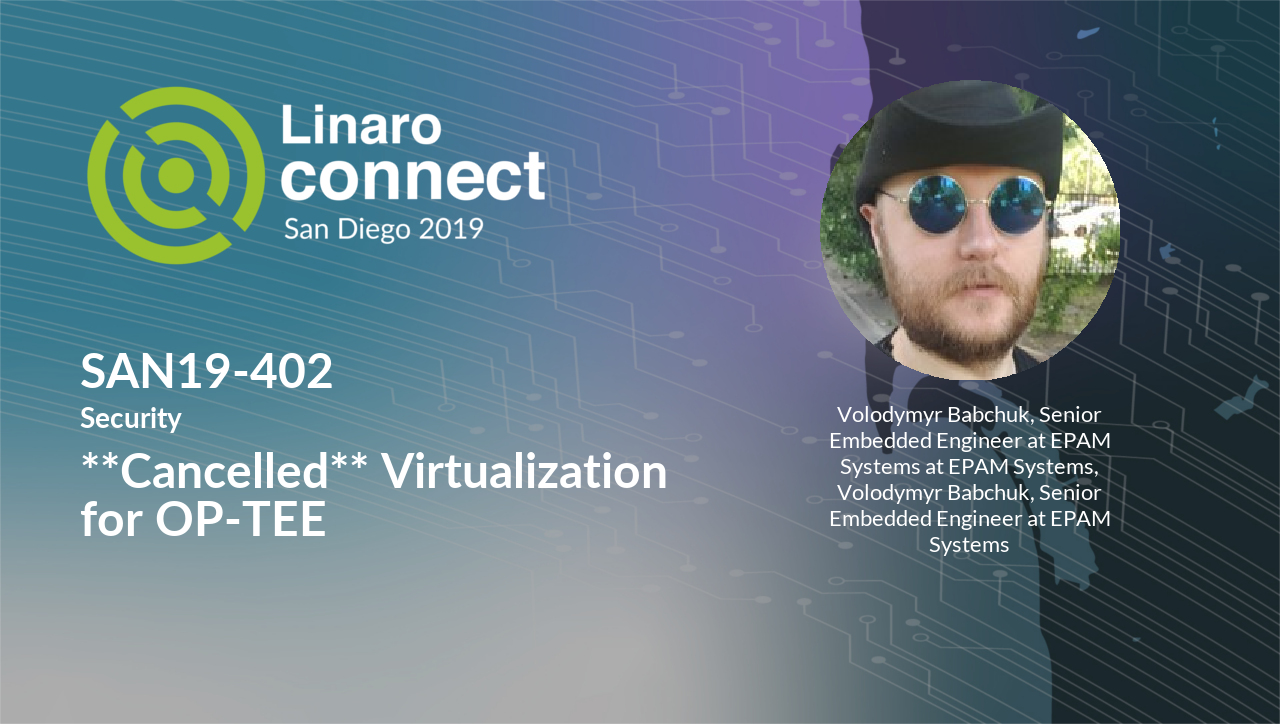 Linaro
connect
San Diego 2019
SAN19-402
Security
**Cancelled** Virtualization
for OP-TEE
Volodymyr Babchuk, Senior
Embedded Engineer at EPAM
Systems at EPAM Systems,
Volodymyr Babchuk, Senior
Embedded Engineer at EPAM
Systems